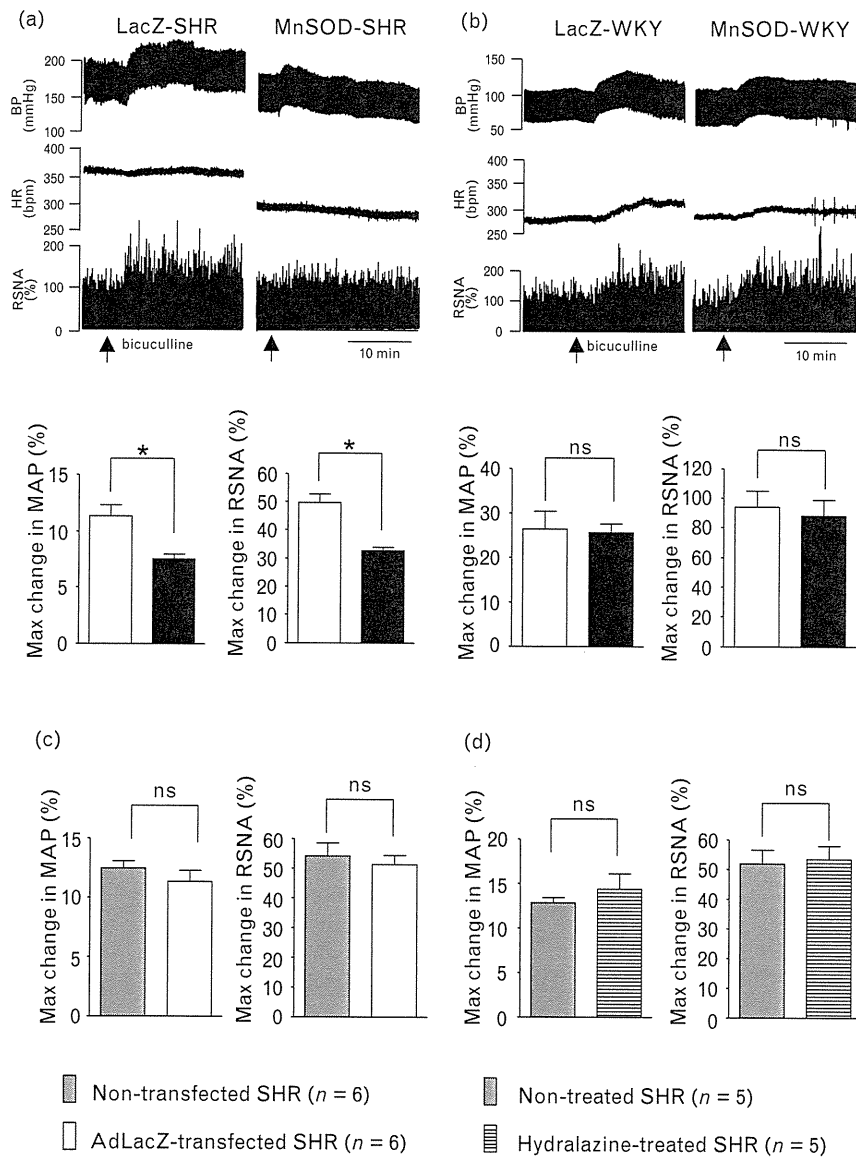 (a)
LacZ-SHR
MnSOD-SHR
BP
(mmHg)
200
150
100
HR
(bpm)
400
350
300
250
RSNA
(%)
200
100
0
bicuculline
10 min
(b)
LacZ-WKY
MnSOD-WKY
BP
(mmHg)
150
100
50
HR
(bpm)
400
350
300
250
RSNA
(%)
200
100
0
bicuculline
10 min
Max change in MAP (%)
15
10
5
0
*
Max change in RSNA (%)
60
50
40
30
20
10
0
*
Max change in MAP (%)
40
30
20
10
0
ns
Max change in RSNA (%)
120
100
80
60
40
20
0
ns
(c)
Max change in MAP (%)
15
10
5
0
ns
Max change in RSNA (%)
60
50
40
30
20
10
0
ns
(d)
Max change in MAP (%)
20
15
10
5
0
ns
Max change in RSNA (%)
60
50
40
30
20
10
0
ns
Non-transfected SHR (n = 6)
AdLacZ-transfected SHR (n = 6)
Non-treated SHR (n = 5)
Hydralazine-treated SHR (n = 5)